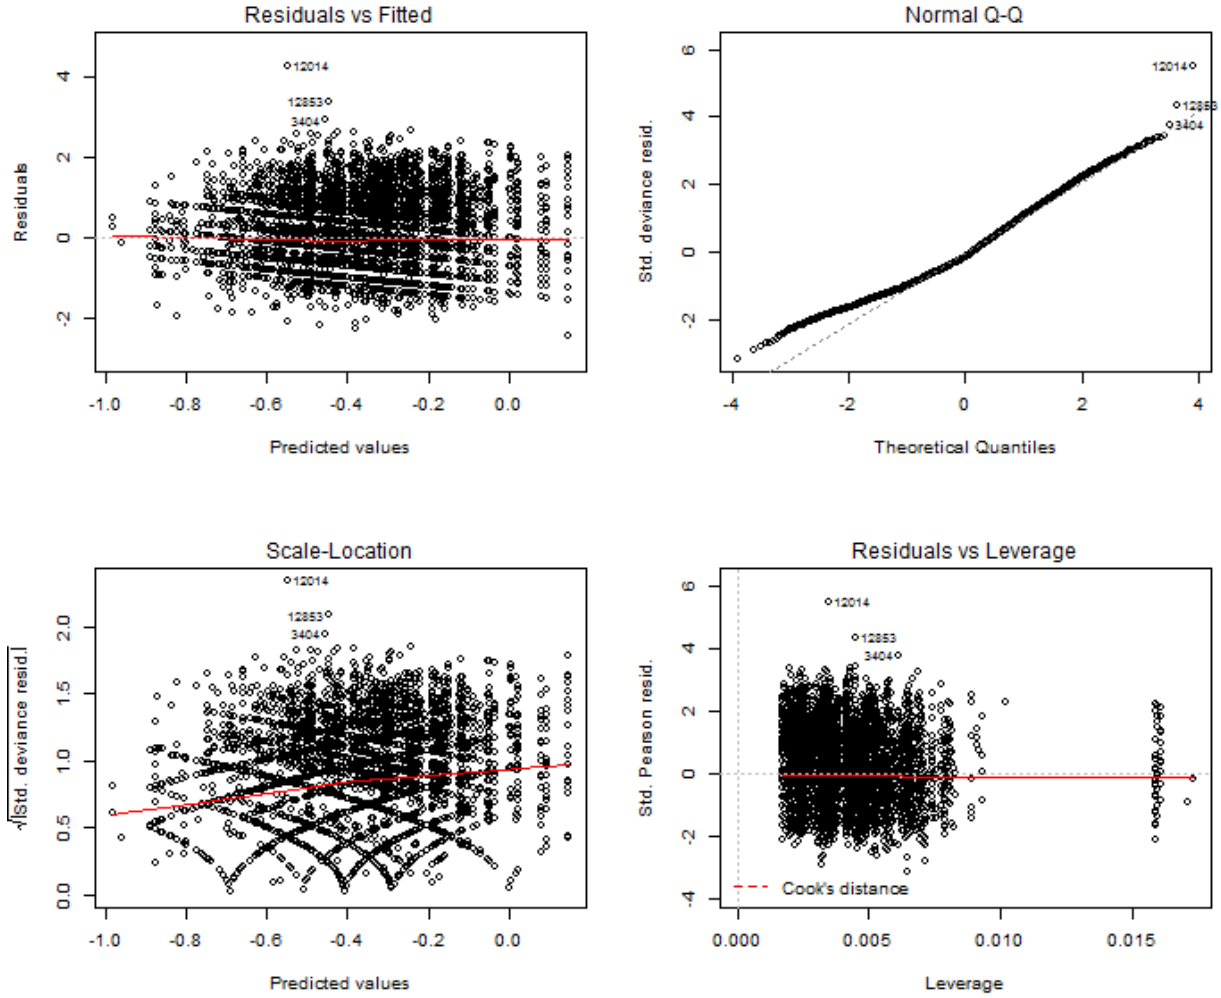 Residuals vs Fitted
Residuals
4
2
0
-2
12014
12853
3404
-1.0 -0.8 -0.6 -0.4 -0.2 0.0
Predicted values
Normal Q-Q
Std. deviance resid.
6
4
2
0
-2
12014
12853
3404
-4 -2 0 2 4
Theoretical Quantiles
Scale-Location
√|Std. deviance resid.|
2.0
1.5
1.0
0.5
0.0
12014
12853
3404
-1.0 -0.8 -0.6 -0.4 -0.2 0.0
Predicted values
Residuals vs Leverage
Std. Pearson resid.
6
4
2
0
-2
-4
12014
12853
3404
Cook's distance
0.000 0.005 0.010 0.015
Leverage